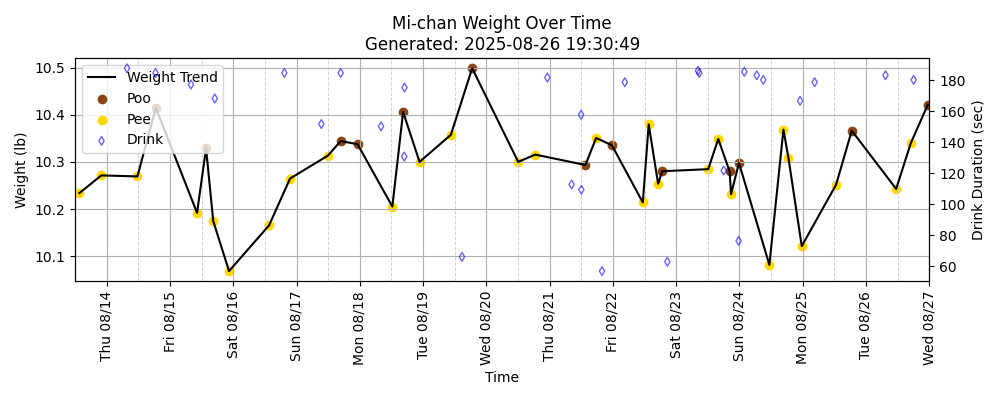 Mi-chan Weight Over Time
Generated: 2025-08-26 19:30:49
Weight Trend
Poo
Pee
Drink
Weight (lb)
10.5
10.4
10.3
10.2
10.1
Drink Duration (sec)
180
160
140
120
100
80
60
Thu 08/14
Fri 08/15
Sat 08/16
Sun 08/17
Mon 08/18
Tue 08/19
Wed 08/20
Thu 08/21
Fri 08/22
Sat 08/23
Sun 08/24
Mon 08/25
Tue 08/26
Wed 08/27
Time